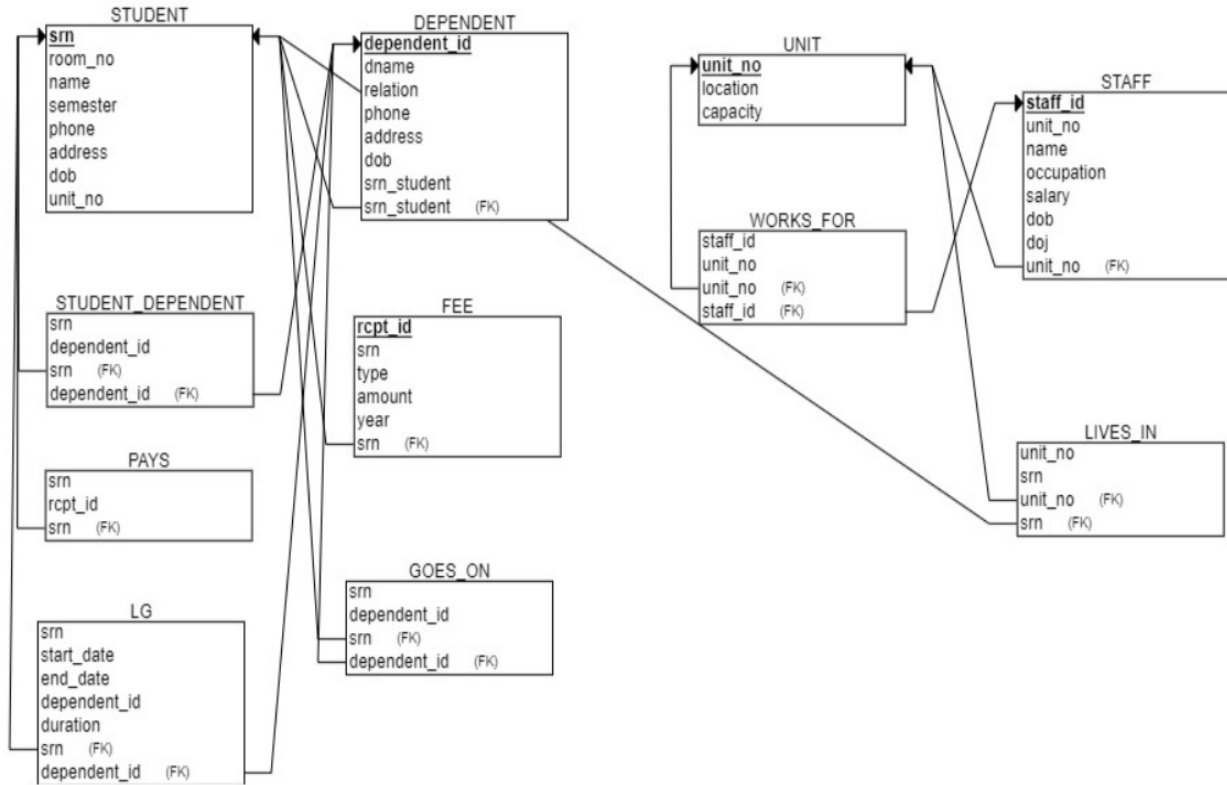 STUDENT
srn
room_no
name
semester
phone
address
dob
unit_no
DEPENDENT
dependent_id
dname
relation
phone
address
dob
srn_student
srn_student (FK)
UNIT
unit_no
location
capacity
STAFF
staff_id
unit_no
name
occupation
salary
dob
doj
unit_no (FK)
WORKS_FOR
staff_id
unit_no
unit_no (FK)
staff_id (FK)
STUDENT_DEPENDENT
srn
dependent_id
srn (FK)
dependent_id (FK)
FEE
rcpt_id
srn
type
amount
year
srn (FK)
LIVES_IN
unit_no
srn
unit_no (FK)
srn (FK)
PAYS
srn
rcpt_id
srn (FK)
GOES_ON
srn
dependent_id
srn (FK)
dependent_id (FK)
LG
srn
start_date
end_date
dependent_id
duration
srn (FK)
dependent_id (FK)